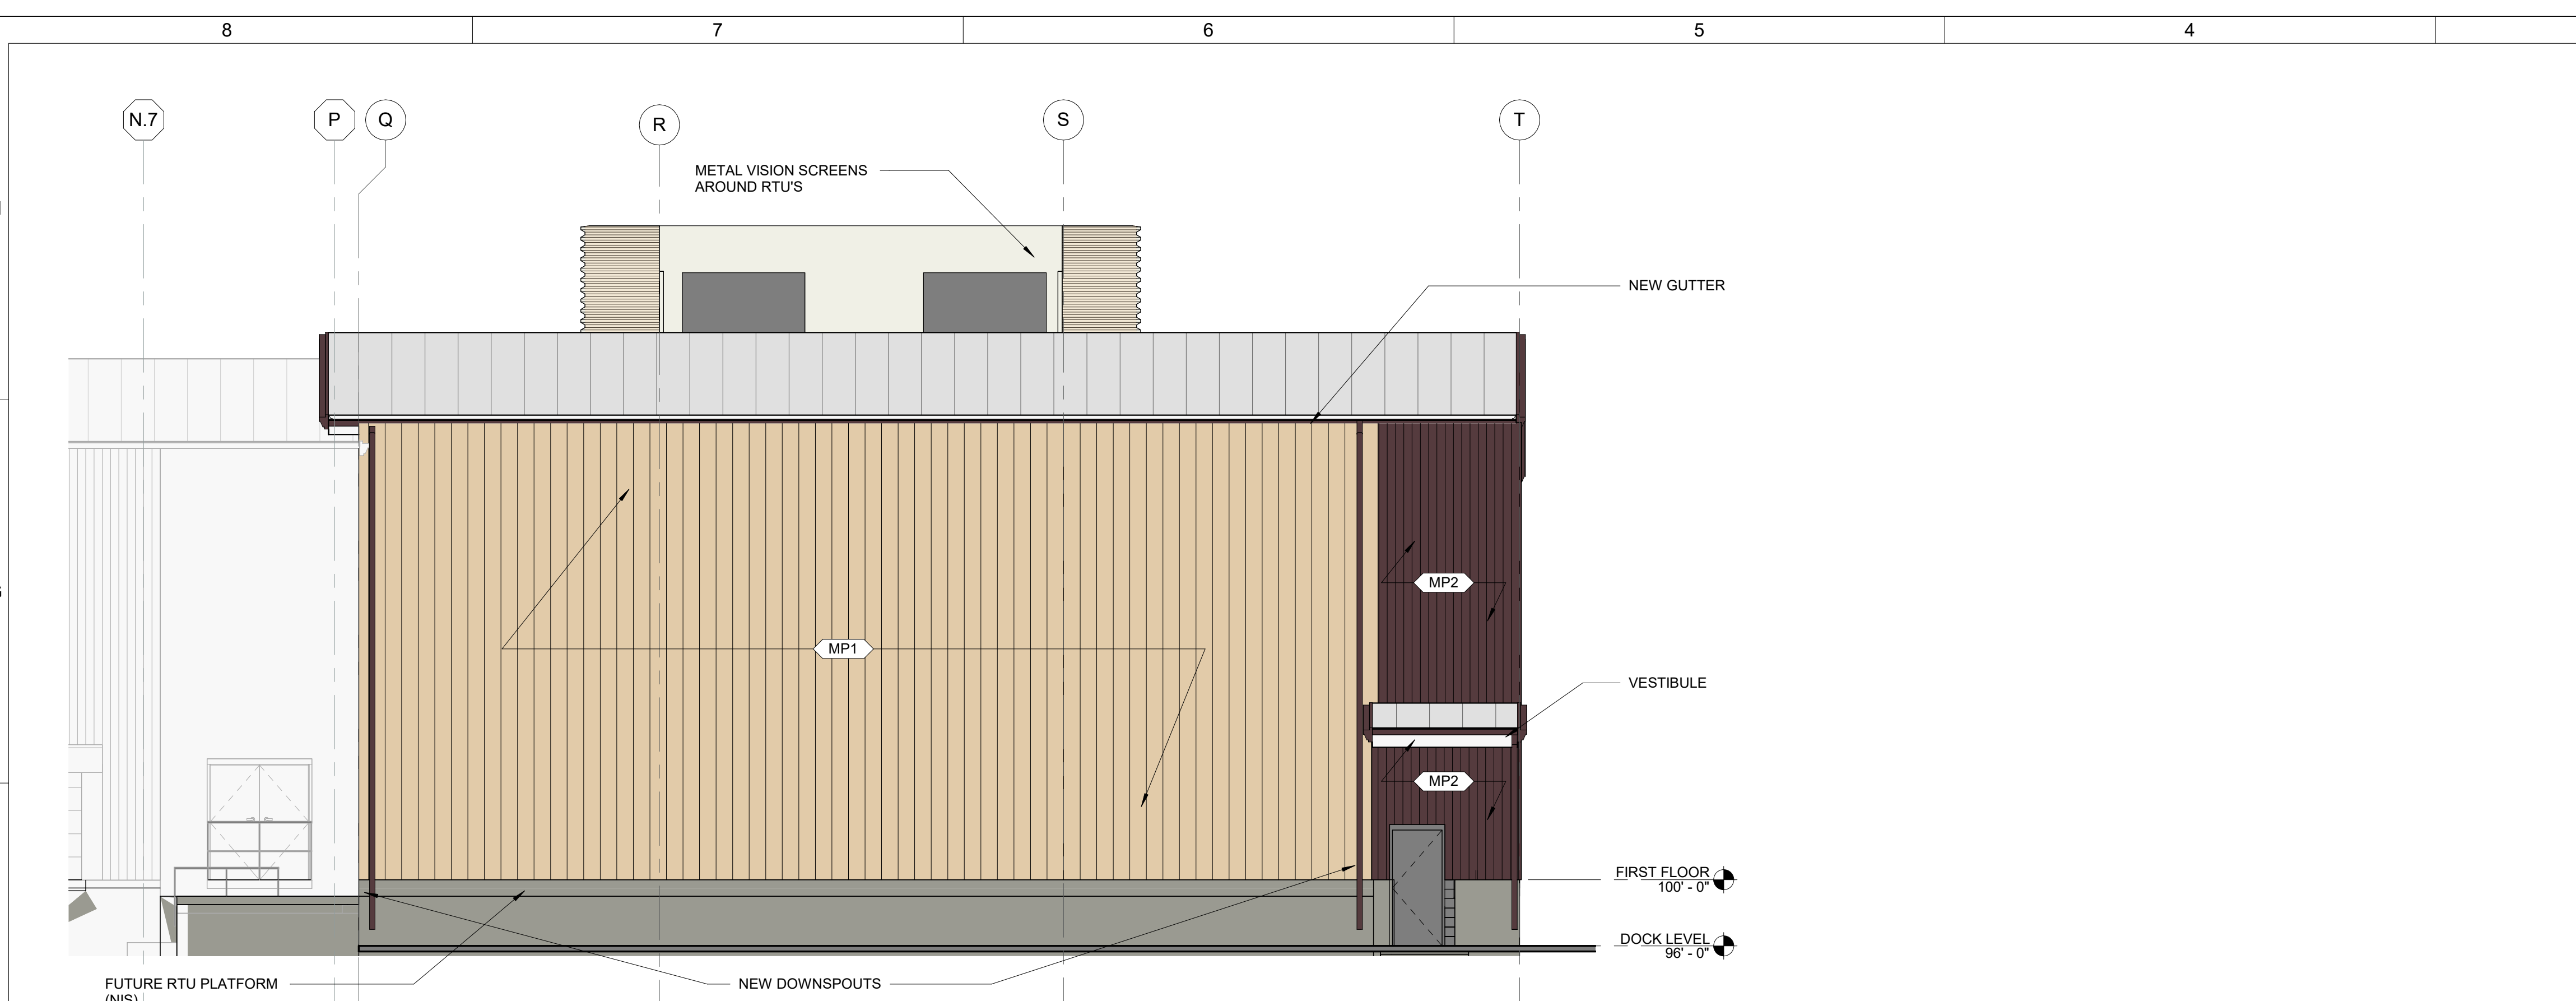 8 7 6 5 4
N.7 P Q R S T
METAL VISION SCREENS
AROUND RTU'S
NEW GUTTER
MP2
MP1
VESTIBULE
MP2
FIRST FLOOR
100' - 0"
DOCK LEVEL
96' - 0"
FUTURE RTU PLATFORM
(NIS)
NEW DOWNSPOUTS